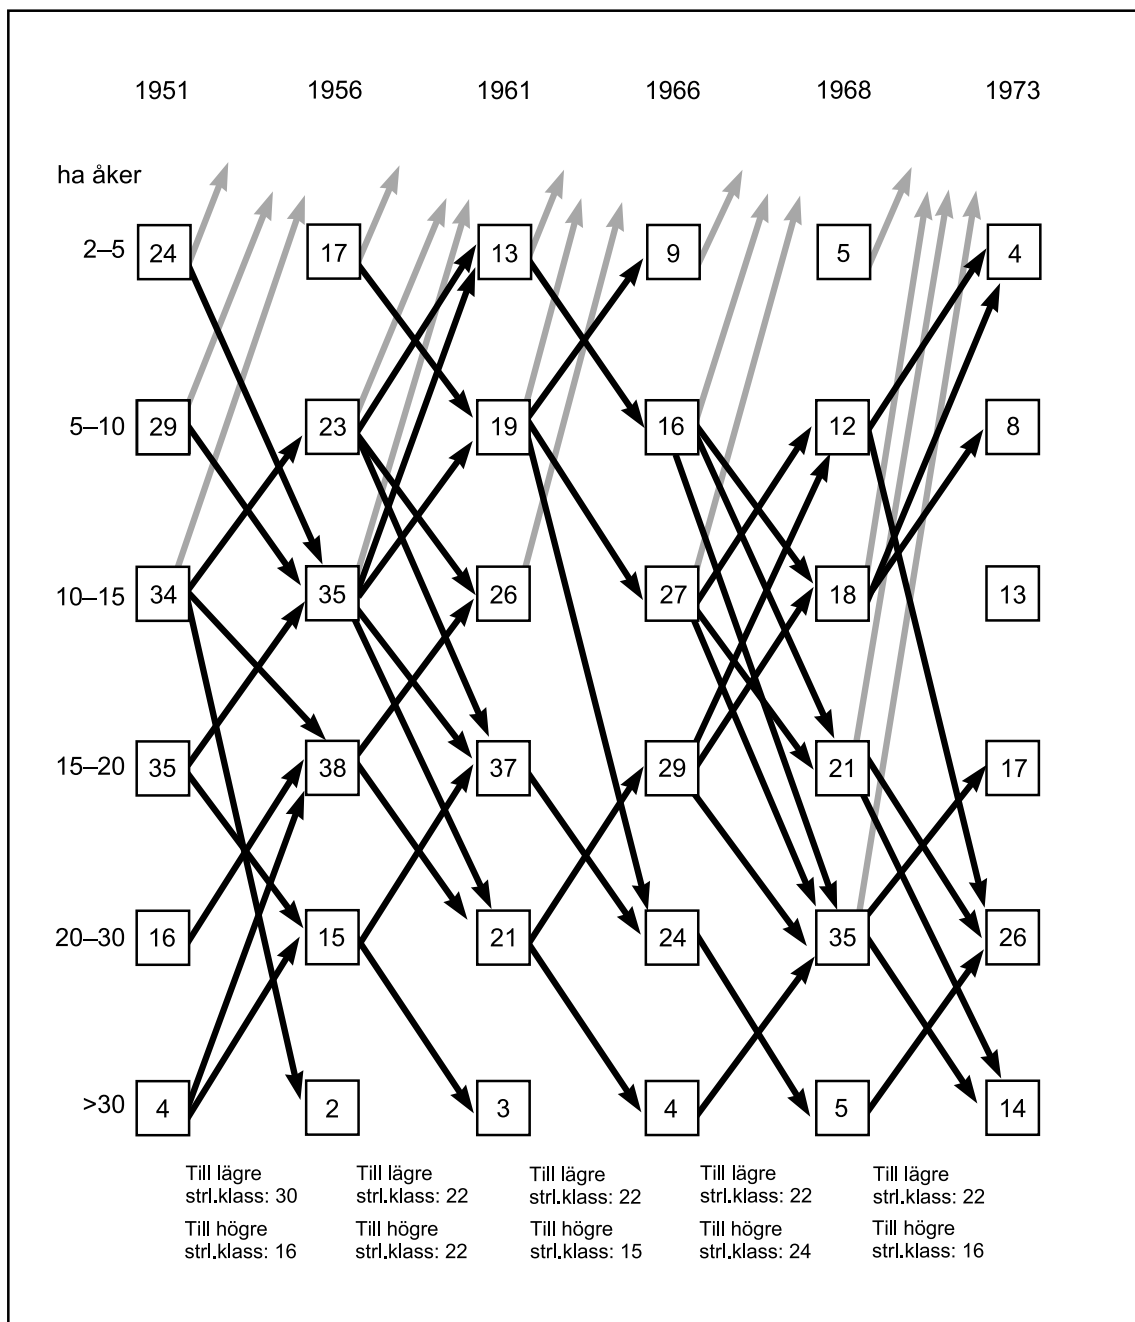 1951 1956 1961 1966 1968 1973
ha åker
2–5 24 17 13 9 5 4
5–10 29 23 19 16 12 8
10–15 34 35 26 27 18 13
15–20 35 38 37 29 21 17
20–30 16 15 21 24 35 26
>30 4 2 3 4 5 14
Till lägre Till lägre Till lägre Till lägre Till lägre
strl.klass: 30 strl.klass: 22 strl.klass: 22 strl.klass: 22 strl.klass: 22
Till högre Till högre Till högre Till högre Till högre
strl.klass: 16 strl.klass: 22 strl.klass: 15 strl.klass: 24 strl.klass: 16